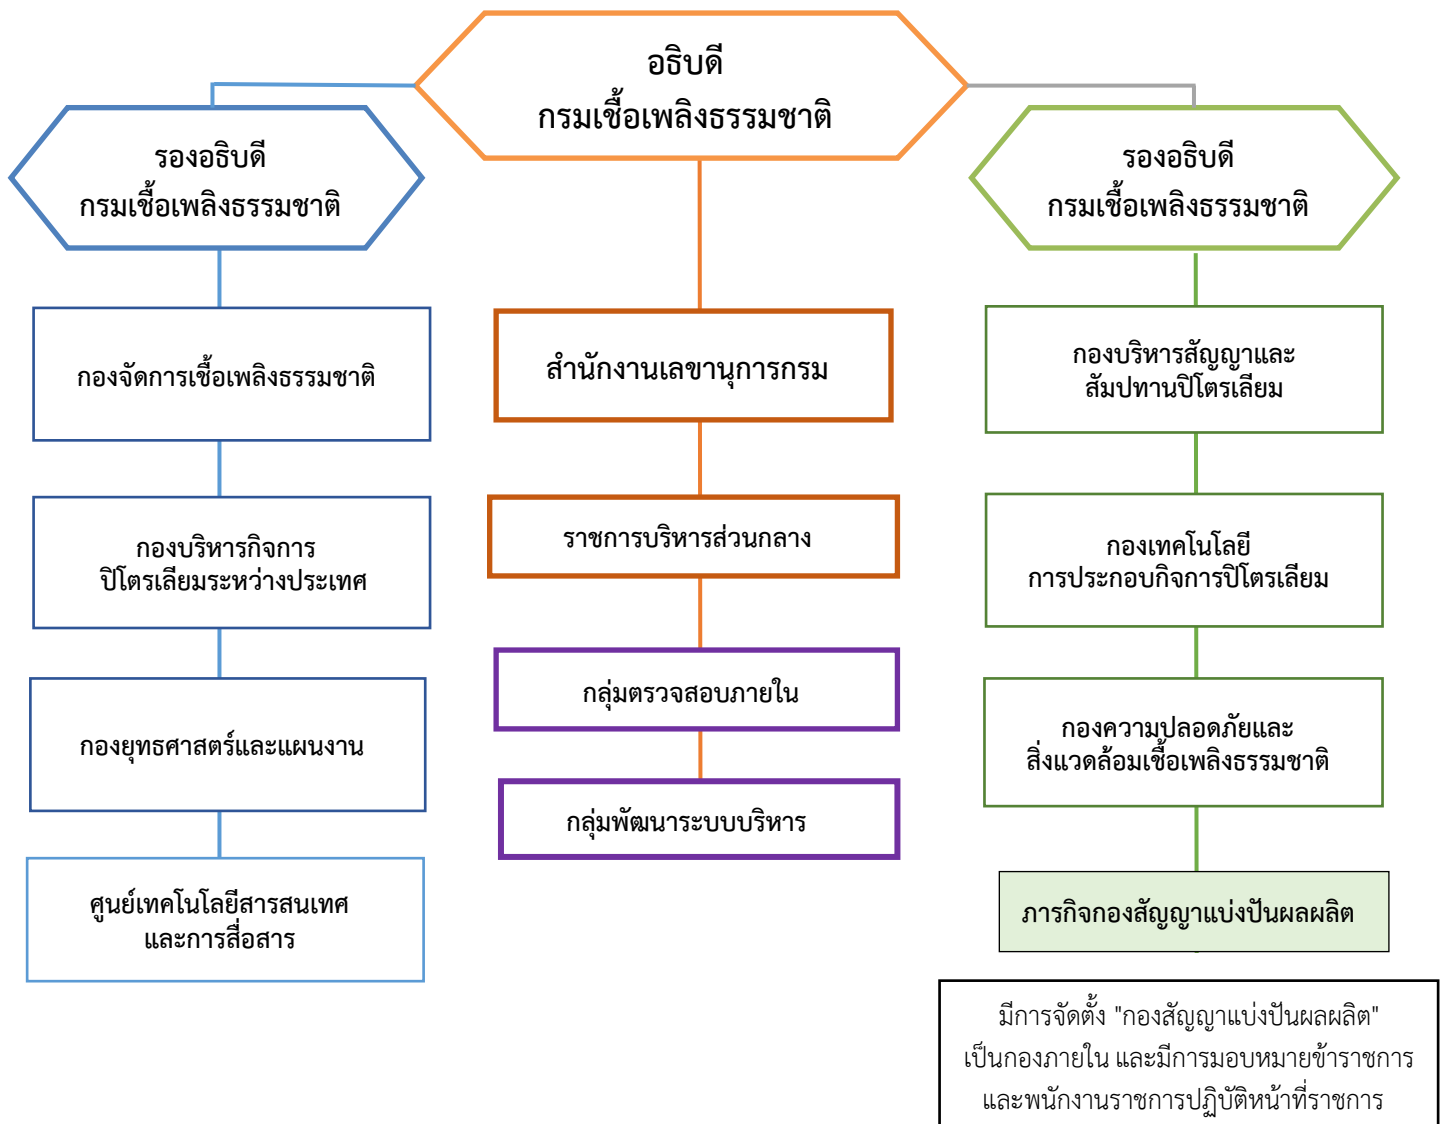 อธิบดี
กรมเชื้อเพลิงธรรมชาติ
รองอธิบดี
กรมเชื้อเพลิงธรรมชาติ
กองจัดการเชื้อเพลิงธรรมชาติ
กองบริหารกิจการ
ปิโตรเลียมระหว่างประเทศ
กองยุทธศาสตร์และแผนงาน
ศูนย์เทคโนโลยีสารสนเทศ
และการสื่อสาร
สำนักงานเลขานุการกรม
ราชการบริหารส่วนกลาง
กลุ่มตรวจสอบภายใน
กลุ่มพัฒนาระบบบริหาร
รองอธิบดี
กรมเชื้อเพลิงธรรมชาติ
กองบริหารสัญญาและ
สัมปทานปิโตรเลียม
กองเทคโนโลยี
การประกอบกิจการปิโตรเลียม
กองความปลอดภัยและ
สิ่งแวดล้อมเชื้อเพลิงธรรมชาติ
ภารกิจกองสัญญาแบ่งปันผลผลิต
มีการจัดตั้ง "กองสัญญาแบ่งปันผลผลิต"
เป็นกองภายใน และมีการมอบหมายข้าราชการ
และพนักงานราชการปฏิบัติหน้าที่ราชการ